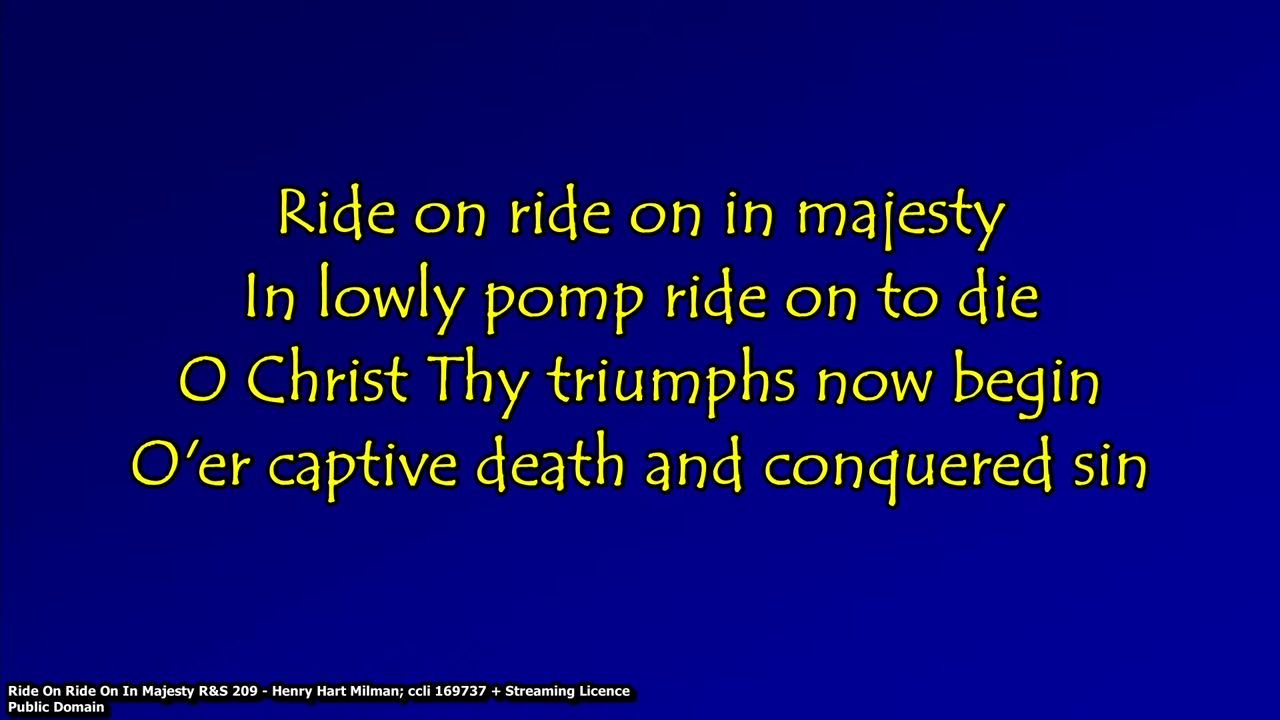 Ride on ride on in majesty
In lowly pomp ride on to die
O Christ Thy triumphs now begin
O'er captive death and conquered sin
Ride On Ride On In Majesty R&S 209 - Henry Hart Milman; ccli 169737 + Streaming Licence
Public Domain